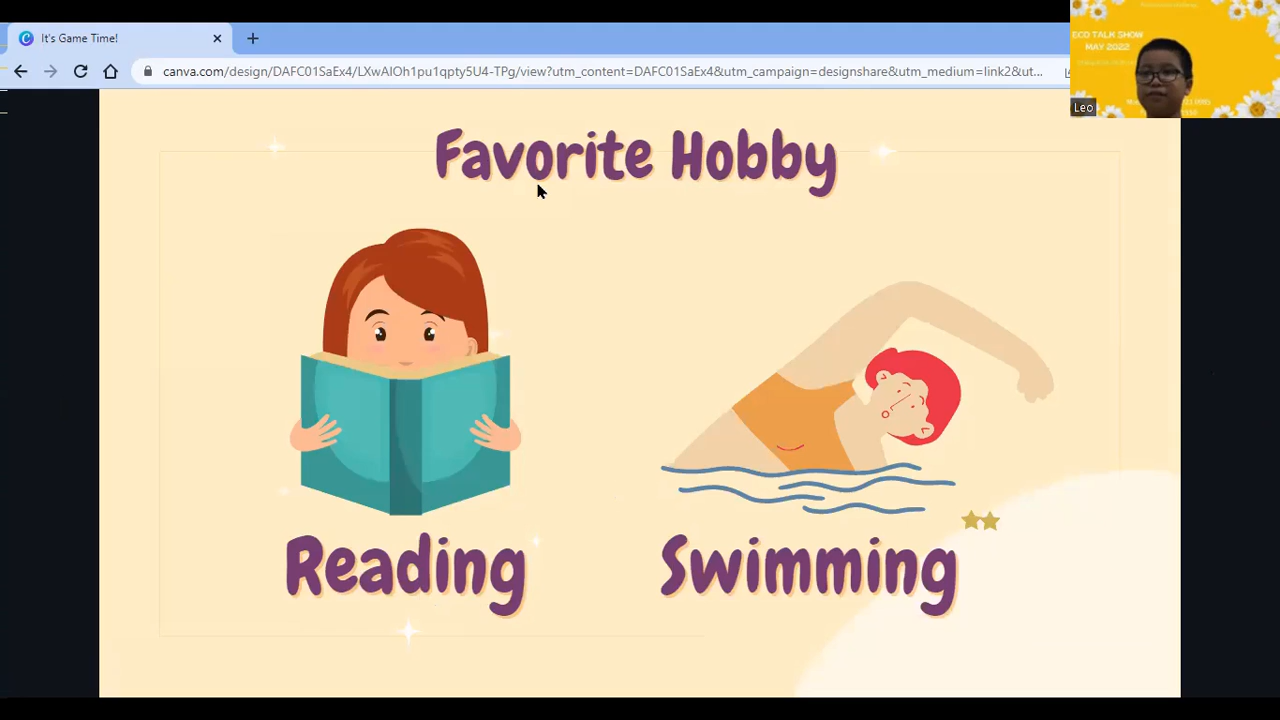 It's Game Time!
canva.com/design/DAFC01SaEx4/LXwAI0h1pvi1qpty5U4-TPg/view?utm_content=DAFC01SaEx4&utm_campaign=designshare&utm_medium=link2&ut...
ECO TALK SHOW
MAY 2022
Leo
Favorite Hobby
Reading
Swimming